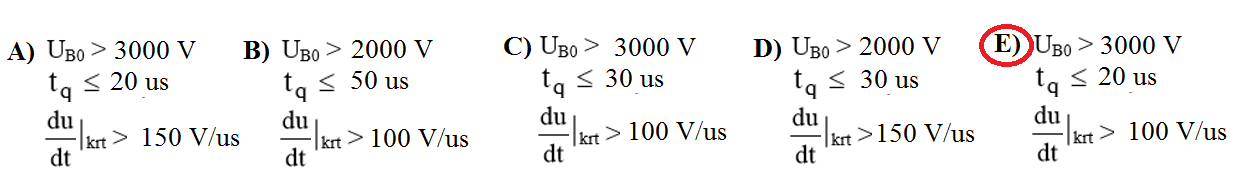 A) UB0 > 3000 V
tq ≤ 20 us
du/dt |krt > 150 V/us
B) UB0 > 2000 V
tq ≤ 50 us
du/dt |krt > 100 V/us
C) UB0 > 3000 V
tq ≤ 30 us
du/dt |krt > 100 V/us
D) UB0 > 2000 V
tq ≤ 30 us
du/dt |krt >150 V/us
E) UB0 > 3000 V
tq ≤ 20 us
du/dt |krt > 100 V/us